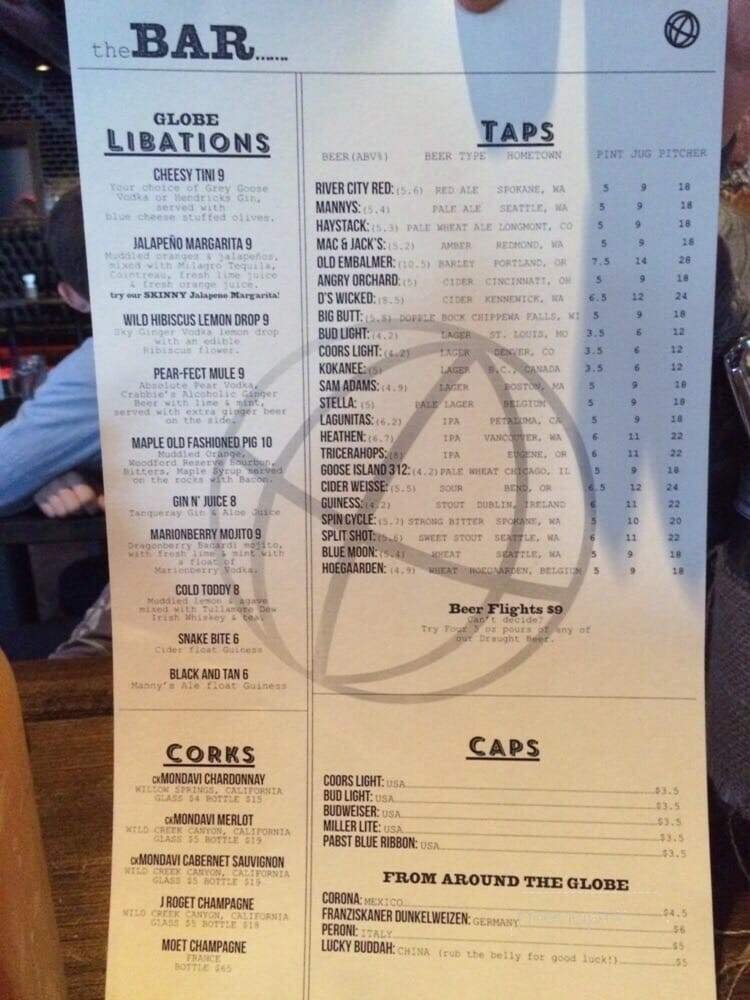 the BAR......
GLOBE
LIBATIONS
CHEESY TINI 9
Your choice of Grey Goose
Vodka or Hendricks Gin,
served with
blue cheese stuffed olives.
JALAPEÑO MARGARITA 9
Muddled oranges & jalapeños,
mixed with Milagro Tequila,
Cointreau, fresh lime juice
& fresh orange juice.
try our SKINNY Jalapeno Margarita!
WILD HIBISCUS LEMON DROP 9
Sky Ginger Vodka lemon drop
with an edible
Hibiscus flower.
PEAR-FECT MULE 9
Absolute Pear Vodka,
Crabbie's Alcoholic Ginger
Beer with lime & mint,
served with extra ginger beer
on the side.
MAPLE OLD FASHIONED PIG 10
Muddled Orange,
Woodford Reserve Bourbon,
Bitters, Maple Syrup served
on the rocks with Bacon.
GIN N' JUICE 8
Tanqueray Gin & Aloe Juice
MARIONBERRY MOJITO 9
Dragonberry Bacardi mojito,
with fresh lime & mint with
a float of
Marionberry Vodka.
COLD TODDY 8
Muddled lemon & agave
mixed with Tullamore Dew
Irish Whiskey & tea.
SNAKE BITE 6
Cider float Guiness
BLACK AND TAN 6
Manny's Ale float Guiness
CORKS
CK MONDAVI CHARDONNAY
WILLOW SPRINGS, CALIFORNIA
GLASS $4 BOTTLE $15
CK MONDAVI MERLOT
WILD CREEK CANYON, CALIFORNIA
GLASS $5 BOTTLE $19
CK MONDAVI CABERNET SAUVIGNON
WILD CREEK CANYON, CALIFORNIA
GLASS $5 BOTTLE $19
J ROGET CHAMPAGNE
WILD CREEK CANYON, CALIFORNIA
GLASS $5 BOTTLE $18
MOET CHAMPAGNE
FRANCE
BOTTLE $65
TAPS
BEER(ABV%) BEER TYPE HOMETOWN PINT JUG PITCHER
RIVER CITY RED: (5.6) RED ALE SPOKANE, WA 5 9 18
MANNYS: (5.4) PALE ALE SEATTLE, WA 5 9 18
HAYSTACK: (5.3) PALE WHEAT ALE LONGMONT, CO 5 9 18
MAC & JACK'S: (5.2) AMBER REDMOND, WA 5 9 18
OLD EMBALMER: (10.5) BARLEY PORTLAND, OR 7.5 14 28
ANGRY ORCHARD: (5) CIDER CINCINNATI, OH 5 9 18
D'S WICKED: (8.5) CIDER KENNEWICK, WA 6.5 12 24
BIG BUTT: (5.8) DOPPLE BOCK CHIPPEWA FALLS, WI 5 9 18
BUD LIGHT: (4.2) LAGER ST. LOUIS, MO 3.5 6 12
COORS LIGHT: (4.2) LAGER DENVER, CO 3.5 6 12
KOKANEE: (5) LAGER B.C., CANADA 3.5 6 12
SAM ADAMS: (4.9) LAGER BOSTON, MA 5 9 18
STELLA: (5) PALE LAGER BELGIUM 5 9 18
LAGUNITAS: (6.2) IPA PETALUMA, CA 5 9 18
HEATHEN: (6.7) IPA VANCOUVER, WA 6 11 22
TRICERAHOPS: (8) IPA EUGENE, OR 6 11 22
GOOSE ISLAND 312: (4.2) PALE WHEAT CHICAGO, IL 5 9 18
CIDER WEISSE: (5.5) SOUR BEND, OR 6.5 12 24
GUINESS: (4.2) STOUT DUBLIN, IRELAND 6 11 22
SPIN CYCLE: (5.7) STRONG BITTER SPOKANE, WA 5 10 20
SPLIT SHOT: (5.6) SWEET STOUT SEATTLE, WA 6 11 22
BLUE MOON: (5.4) WHEAT SEATTLE, WA 5 9 18
HOEGAARDEN: (4.9) WHEAT HOEGAARDEN, BELGIUM 5 9 18
Beer Flights $9
Can't decide?
Try Four 5 oz pours of any of
our Draught Beer.
CAPS
COORS LIGHT: USA $3.5
BUD LIGHT: USA $3.5
BUDWEISER: USA $3.5
MILLER LITE: USA $3.5
PABST BLUE RIBBON: USA $3.5
FROM AROUND THE GLOBE
CORONA: MEXICO $4.5
FRANZISKANER DUNKELWEIZEN: GERMANY $6
PERONI: ITALY $5
LUCKY BUDDAH: CHINA (rub the belly for good luck!) $5